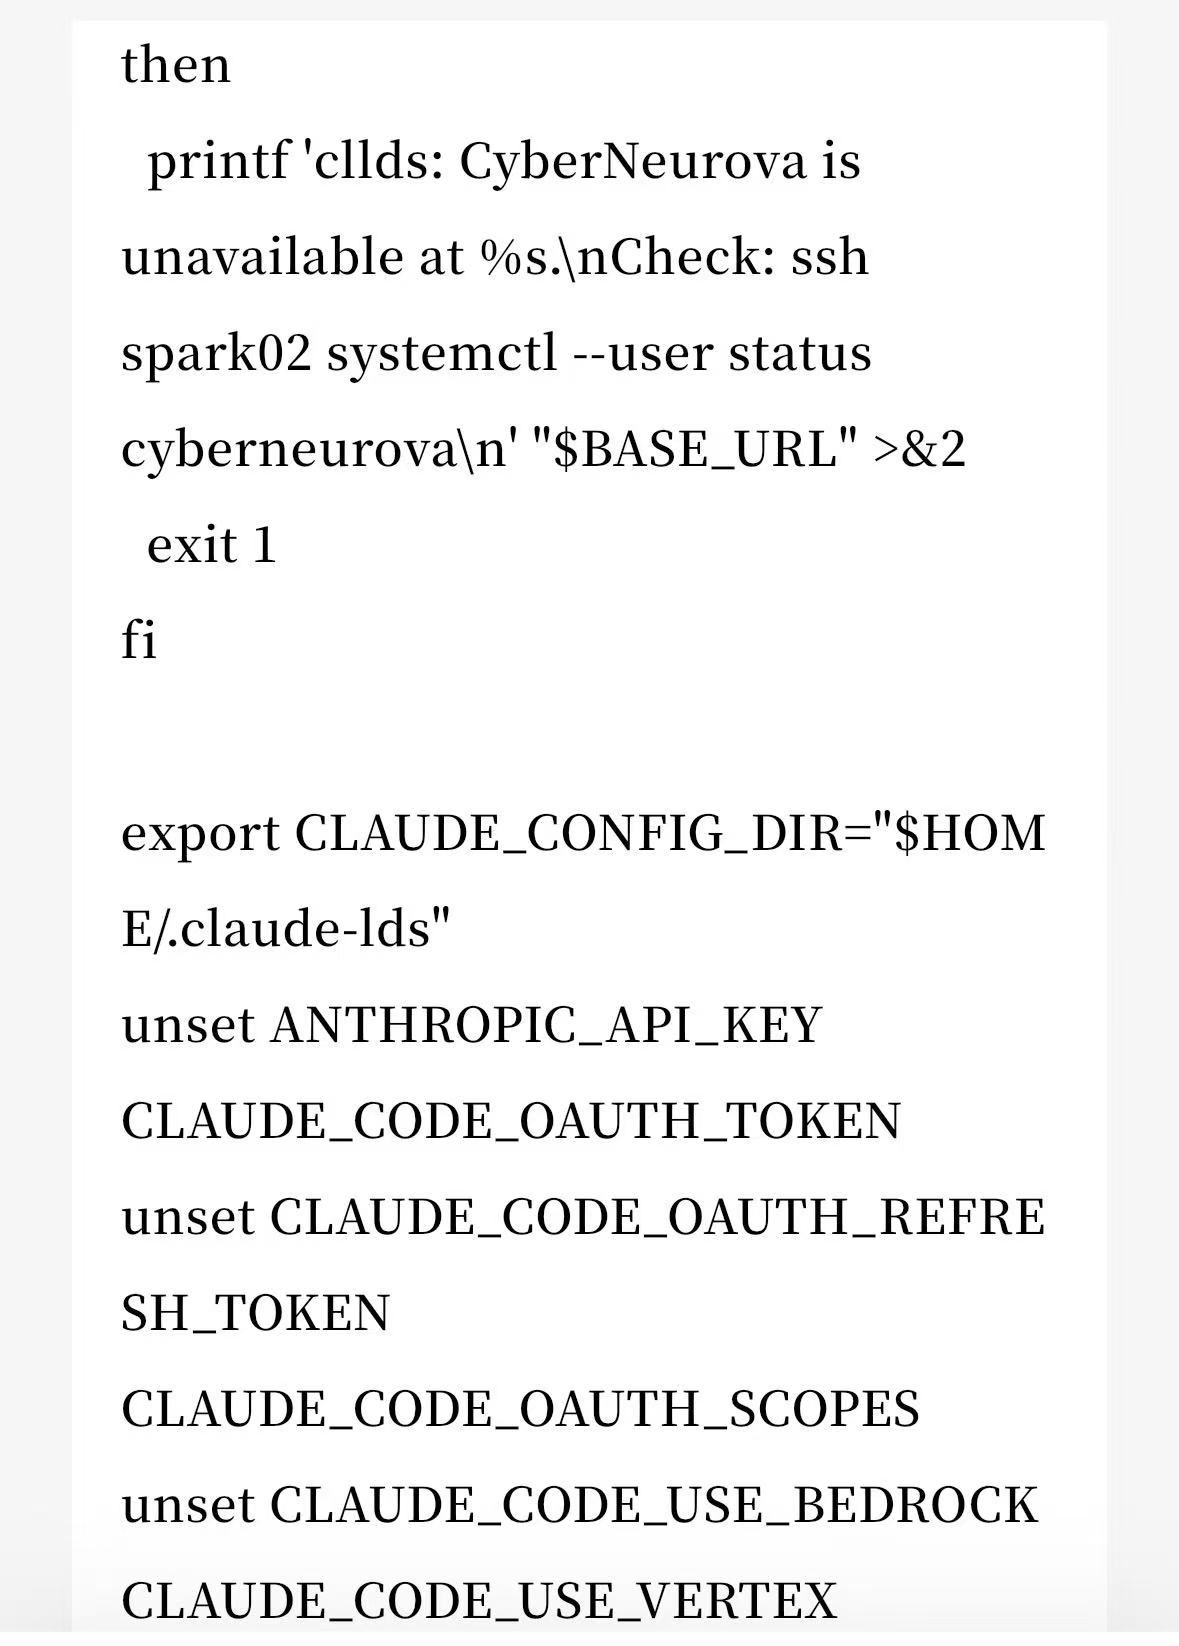 then
  printf 'cllds: CyberNeurova is
unavailable at %s.\nCheck: ssh
spark02 systemctl --user status
cyberneurova\n' "$BASE_URL" >&2
  exit 1
fi

export CLAUDE_CONFIG_DIR="$HOM
E/.claude-lds"
unset ANTHROPIC_API_KEY
CLAUDE_CODE_OAUTH_TOKEN
unset CLAUDE_CODE_OAUTH_REFRE
SH_TOKEN
CLAUDE_CODE_OAUTH_SCOPES
unset CLAUDE_CODE_USE_BEDROCK
CLAUDE_CODE_USE_VERTEX